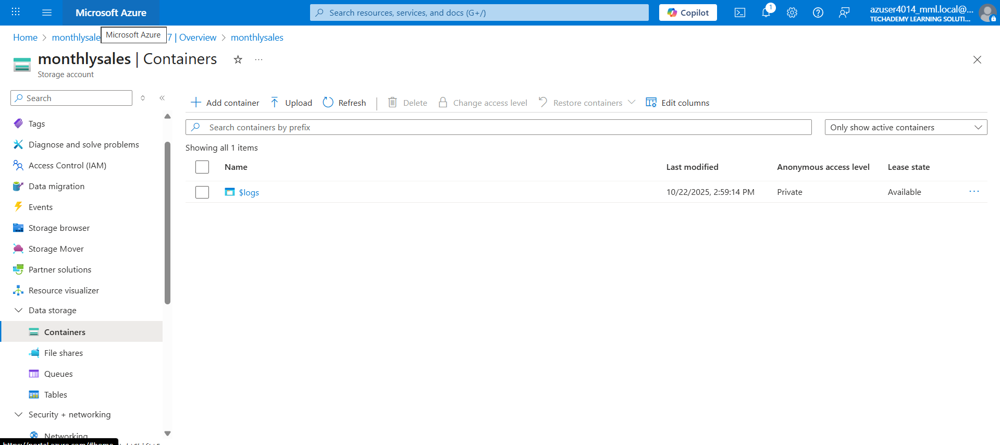 Microsoft Azure
Search resources, services, and docs (G+/)
Copilot
1
azuser4014_mml.local@...
TECHADEMY LEARNING SOLUTI...
Home > monthlysale
Microsoft Azure
7 | Overview > monthlysales
monthlysales | Containers
Storage account
Search
Tags
Diagnose and solve problems
Access Control (IAM)
Data migration
Events
Storage browser
Storage Mover
Partner solutions
Resource visualizer
Data storage
Containers
File shares
Queues
Tables
Security + networking
Networking
https://portal.azure.com/#home
Add container
Upload
Refresh
Delete
Change access level
Restore containers
Edit columns
Search containers by prefix
Only show active containers
Showing all 1 items
Name Last modified Anonymous access level Lease state
$logs 10/22/2025, 2:59:14 PM Private Available